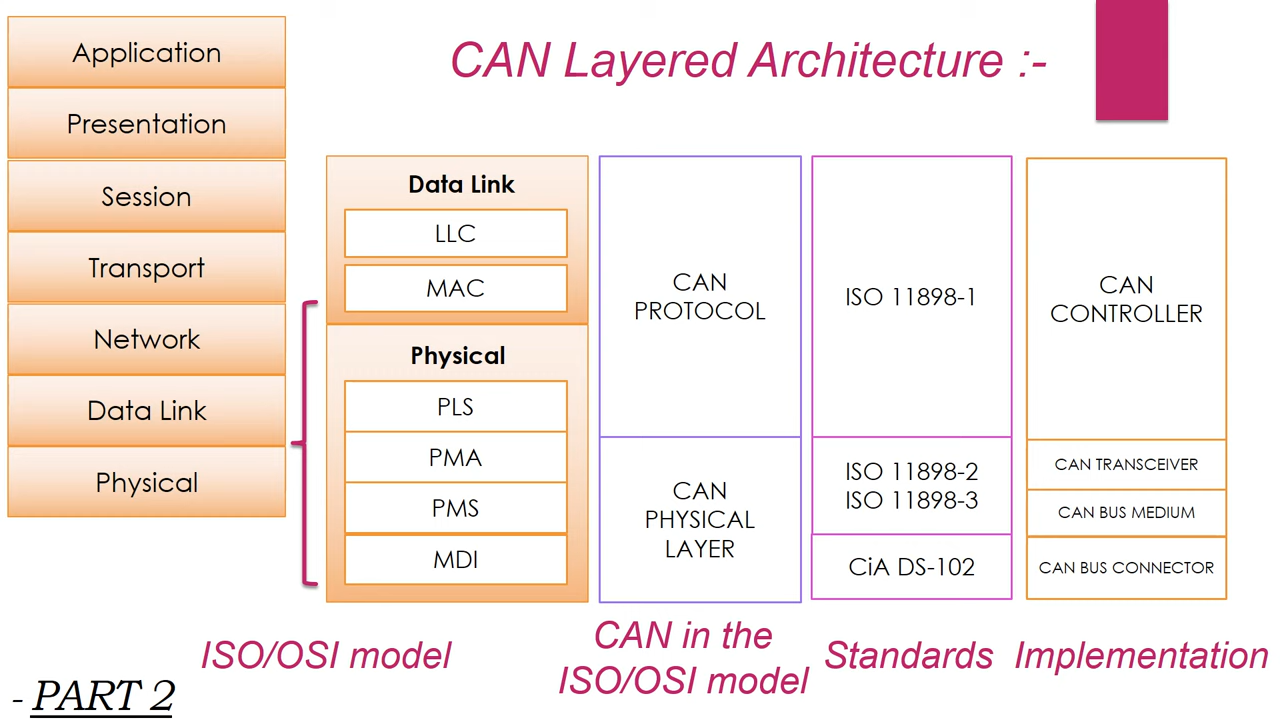 CAN Layered Architecture :-
Application
Presentation
Session
Transport
Network
Data Link
Physical
Data Link
LLC
MAC
Physical
PLS
PMA
PMS
MDI
CAN
PROTOCOL
CAN
PHYSICAL
LAYER
ISO 11898-1
ISO 11898-2
ISO 11898-3
CiA DS-102
CAN
CONTROLLER
CAN TRANSCEIVER
CAN BUS MEDIUM
CAN BUS CONNECTOR
ISO/OSI model
CAN in the
ISO/OSI model
Standards
Implementation
- PART 2